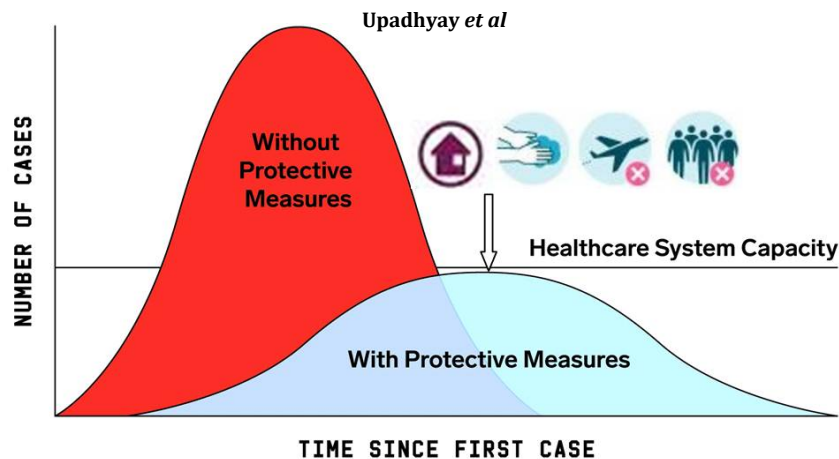 Upadhyay et al
Without
Protective
Measures
Healthcare System Capacity
With Protective Measures
NUMBER OF CASES
TIME SINCE FIRST CASE